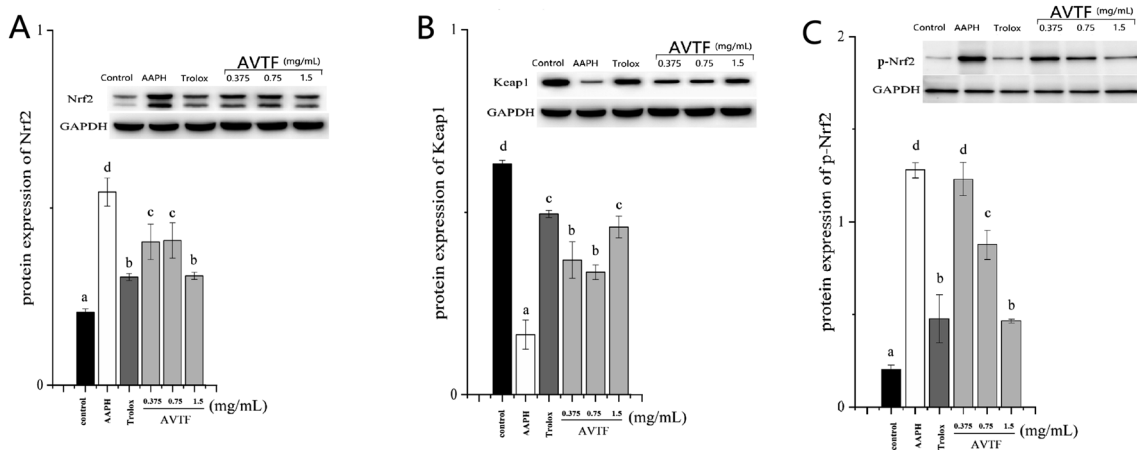 A
1
0
protein expression of Nrf2
AVTF (mg/mL)
Control AAPH Trolox 0.375 0.75 1.5
Nrf2
GAPDH
a
d
b
c
c
b
control
AAPH
Trolox
0.375 0.75 1.5 (mg/mL)
AVTF
B
1
0
protein expression of Keap1
AVTF (mg/mL)
Control AAPH Trolox 0.375 0.75 1.5
Keap1
GAPDH
d
a
c
b
b
c
control
AAPH
Trolox
0.375 0.75 1.5 (mg/mL)
AVTF
C
2
1
0
protein expression of p-Nrf2
AVTF (mg/mL)
Control AAPH Trolox 0.375 0.75 1.5
p-Nrf2
GAPDH
a
d
b
d
c
b
control
AAPH
Trolox
0.375 0.75 1.5 (mg/mL)
AVTF